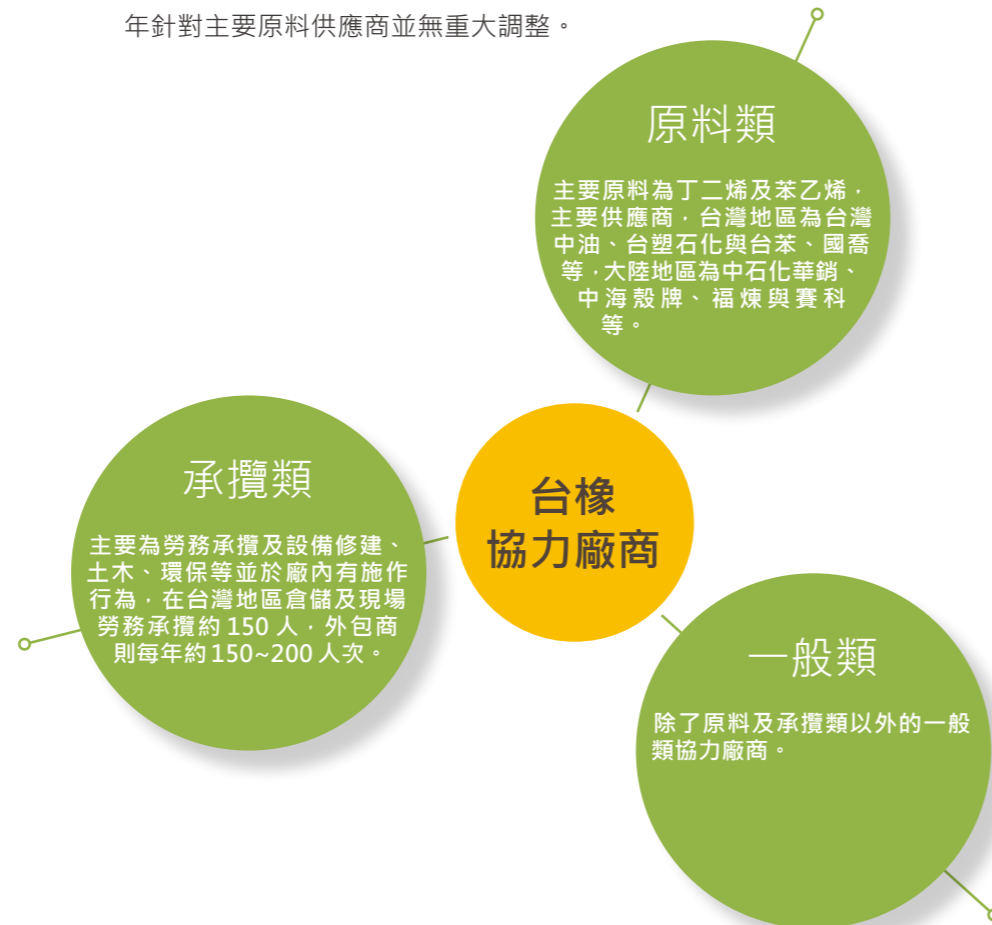 年針對主要原料供應商並無重大調整。
原料類
主要原料為丁二烯及苯乙烯，
主要供應商，台灣地區為台灣
中油、台塑石化與台苯、國喬
等，大陸地區為中石化華銷、
中海殼牌、福煉與賽科
等。
承攬類
主要為勞務承攬及設備修建、
土木、環保等並於廠內有施作
行為，在台灣地區倉儲及現場
勞務承攬約 150 人，外包商
則每年約 150~200 人次。
台橡
協力廠商
一般類
除了原料及承攬類以外的一般
類協力廠商。